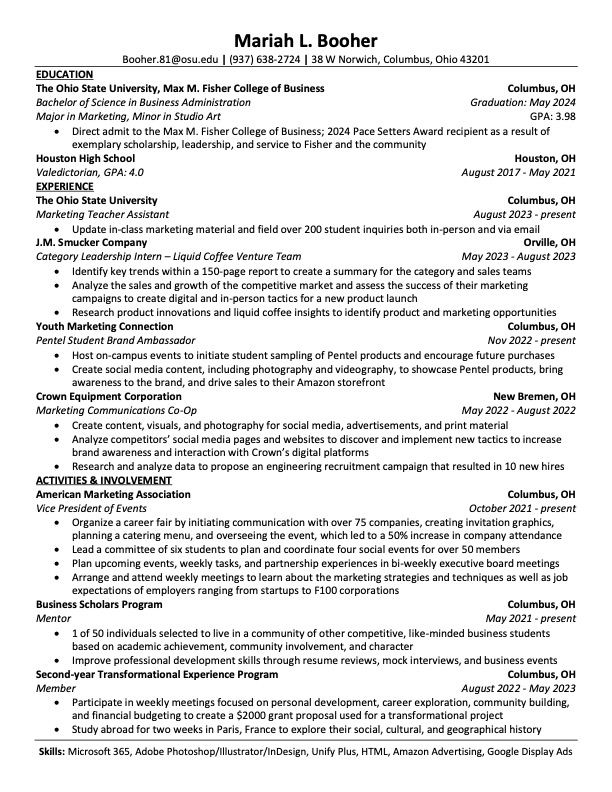 Mariah L. Booher
Booher.81@osu.edu | (937) 638-2724 | 38 W Norwich, Columbus, Ohio 43201
EDUCATION
The Ohio State University, Max M. Fisher College of Business Columbus, OH
Bachelor of Science in Business Administration Graduation: May 2024
Major in Marketing, Minor in Studio Art GPA: 3.98
• Direct admit to the Max M. Fisher College of Business; 2024 Pace Setters Award recipient as a result of
exemplary scholarship, leadership, and service to Fisher and the community
Houston High School Houston, OH
Valedictorian, GPA: 4.0 August 2017 - May 2021
EXPERIENCE
The Ohio State University Columbus, OH
Marketing Teacher Assistant August 2023 - present
• Update in-class marketing material and field over 200 student inquiries both in-person and via email
J.M. Smucker Company Orville, OH
Category Leadership Intern – Liquid Coffee Venture Team May 2023 - August 2023
• Identify key trends within a 150-page report to create a summary for the category and sales teams
• Analyze the sales and growth of the competitive market and assess the success of their marketing
campaigns to create digital and in-person tactics for a new product launch
• Research product innovations and liquid coffee insights to identify product and marketing opportunities
Youth Marketing Connection Columbus, OH
Pentel Student Brand Ambassador Nov 2022 - present
• Host on-campus events to initiate student sampling of Pentel products and encourage future purchases
• Create social media content, including photography and videography, to showcase Pentel products, bring
awareness to the brand, and drive sales to their Amazon storefront
Crown Equipment Corporation New Bremen, OH
Marketing Communications Co-Op May 2022 - August 2022
• Create content, visuals, and photography for social media, advertisements, and print material
• Analyze competitors’ social media pages and websites to discover and implement new tactics to increase
brand awareness and interaction with Crown’s digital platforms
• Research and analyze data to propose an engineering recruitment campaign that resulted in 10 new hires
ACTIVITIES & INVOLVEMENT
American Marketing Association Columbus, OH
Vice President of Events October 2021 - present
• Organize a career fair by initiating communication with over 75 companies, creating invitation graphics,
planning a catering menu, and overseeing the event, which led to a 50% increase in company attendance
• Lead a committee of six students to plan and coordinate four social events for over 50 members
• Plan upcoming events, weekly tasks, and partnership experiences in bi-weekly executive board meetings
• Arrange and attend weekly meetings to learn about the marketing strategies and techniques as well as job
expectations of employers ranging from startups to F100 corporations
Business Scholars Program Columbus, OH
Mentor May 2021 - present
• 1 of 50 individuals selected to live in a community of other competitive, like-minded business students
based on academic achievement, community involvement, and character
• Improve professional development skills through resume reviews, mock interviews, and business events
Second-year Transformational Experience Program Columbus, OH
Member August 2022 - May 2023
• Participate in weekly meetings focused on personal development, career exploration, community building,
and financial budgeting to create a $2000 grant proposal used for a transformational project
• Study abroad for two weeks in Paris, France to explore their social, cultural, and geographical history
Skills: Microsoft 365, Adobe Photoshop/Illustrator/InDesign, Unify Plus, HTML, Amazon Advertising, Google Display Ads